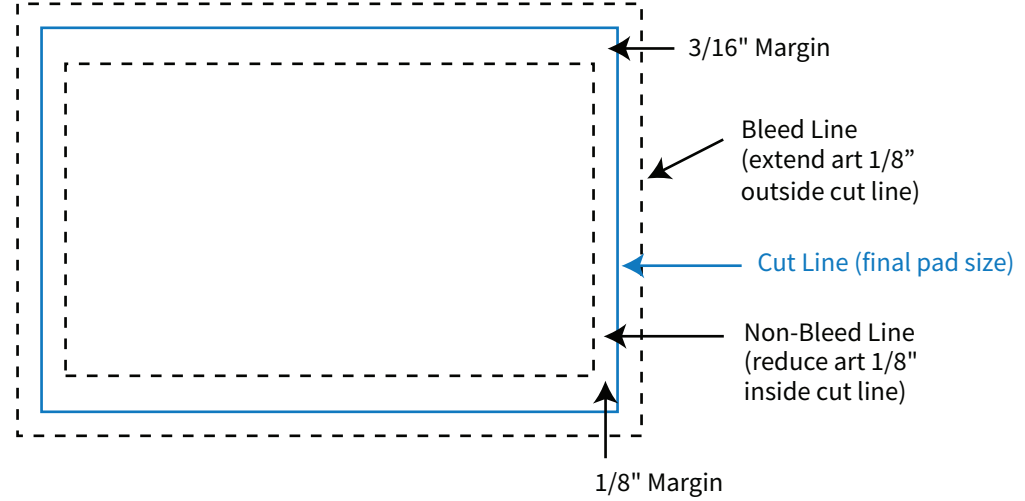 3/16" Margin
Bleed Line
(extend art 1/8”
outside cut line)
Cut Line (final pad size)
Non-Bleed Line
(reduce art 1/8"
inside cut line)
1/8" Margin